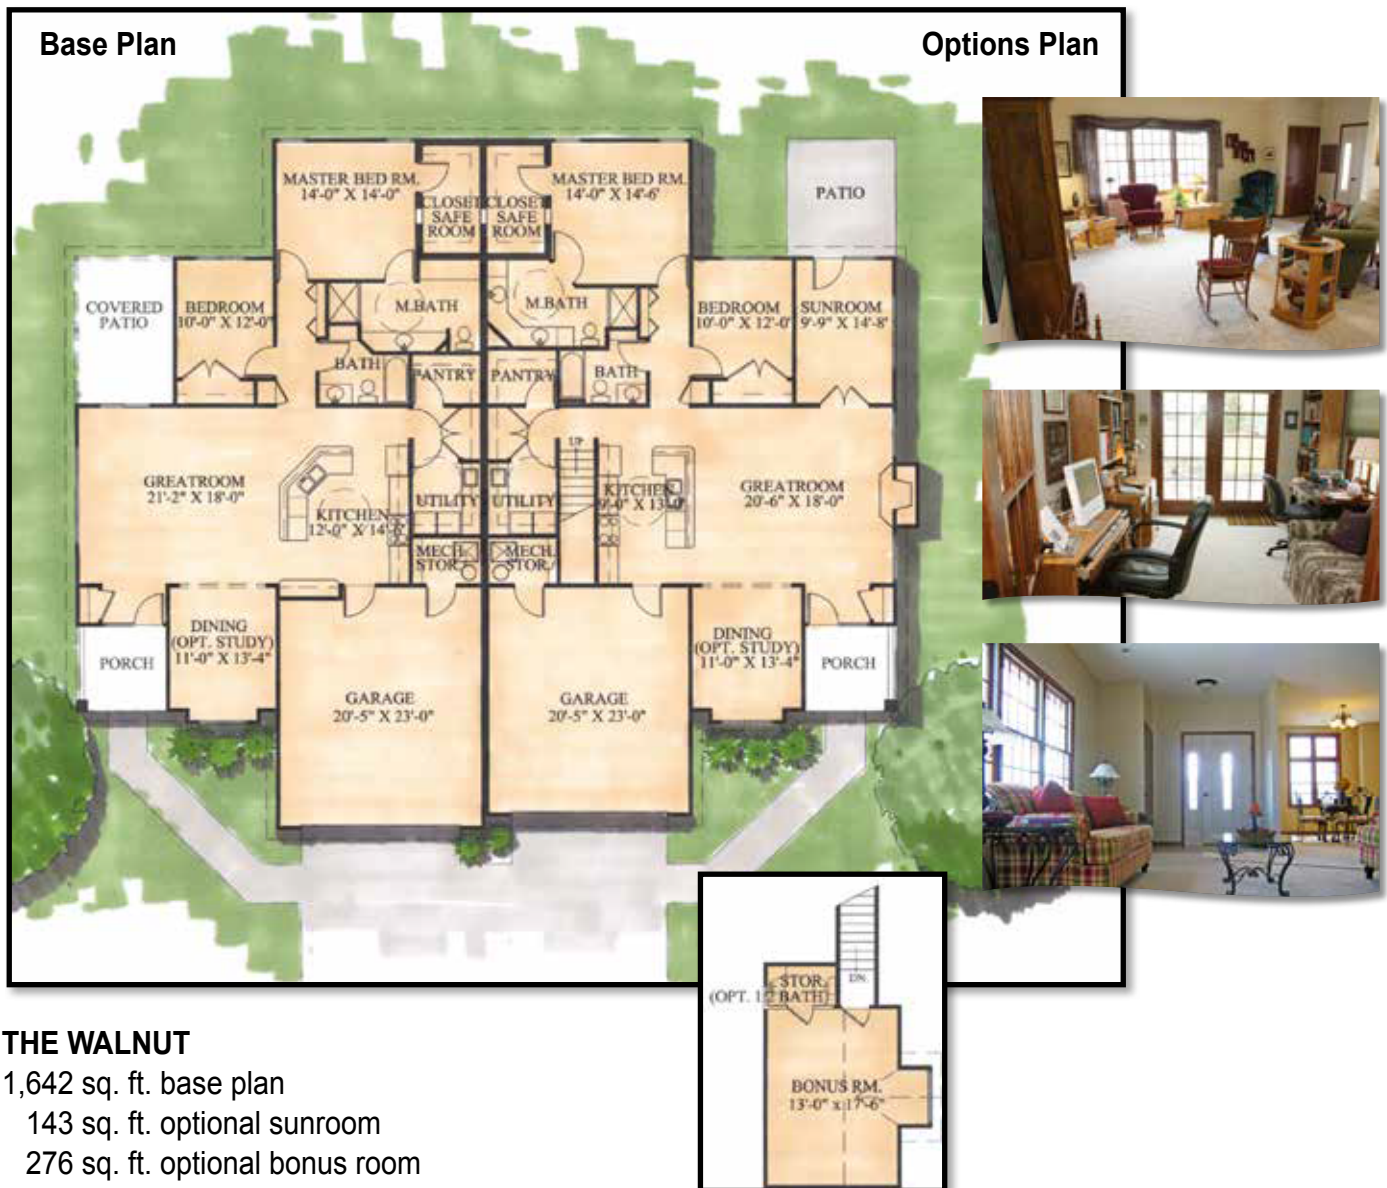 Base Plan
Options Plan
MASTER BED RM.
14'-0" X 14'-0"
CLOSET
SAFE
ROOM
CLOSET
SAFE
ROOM
MASTER BED RM.
14'-0" X 14'-6'
PATIO
COVERED
PATIO
BEDROOM
10'-0" X 12'-0"
M.BATH
M.BATH
BEDROOM
10'-0" X 12'-0'
SUNROOM
9'-9" X 14'-8'
BATH
PANTRY
PANTRY
BATH
UP
GREATROOM
21'-2" X 18'-0"
KITCHEN
12'-0" X 14'-6"
UTILITY
UTILITY
KITCHEN
9'-0" X 13'-0"
GREATROOM
20'-6" X 18'-0"
MECH.
STOR.
MECH.
STOR.
PORCH
DINING
(OPT. STUDY)
11'-0" X 13'-4"
GARAGE
20'-5" X 23'-0"
GARAGE
20'-5" X 23'-0"
DINING
(OPT. STUDY)
11'-0" X 13'-4"
PORCH
DN
STOR.
(OPT. 1/2 BATH)
BONUS RM.
13'-0" x 17'-6"
THE WALNUT
1,642 sq. ft. base plan
143 sq. ft. optional sunroom
276 sq. ft. optional bonus room